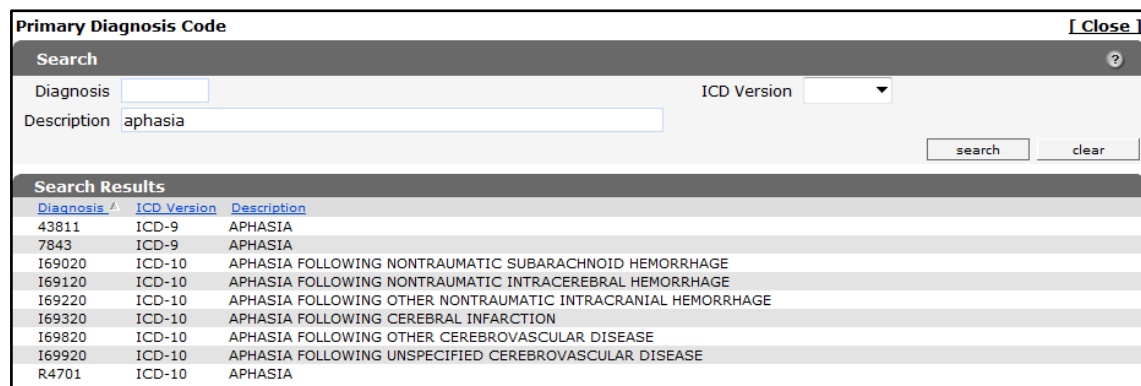 Primary Diagnosis Code [ Close ]
Search ?
Diagnosis ICD Version
Description aphasia
search clear
Search Results
Diagnosis ICD Version Description
43811 ICD-9 APHASIA
7843 ICD-9 APHASIA
I69020 ICD-10 APHASIA FOLLOWING NONTRAUMATIC SUBARACHNOID HEMORRHAGE
I69120 ICD-10 APHASIA FOLLOWING NONTRAUMATIC INTRACEREBRAL HEMORRHAGE
I69220 ICD-10 APHASIA FOLLOWING OTHER NONTRAUMATIC INTRACRANIAL HEMORRHAGE
I69320 ICD-10 APHASIA FOLLOWING CEREBRAL INFARCTION
I69820 ICD-10 APHASIA FOLLOWING OTHER CEREBROVASCULAR DISEASE
I69920 ICD-10 APHASIA FOLLOWING UNSPECIFIED CEREBROVASCULAR DISEASE
R4701 ICD-10 APHASIA